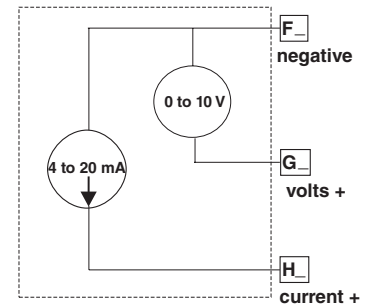 F_
negative
0 to 10 V
4 to 20 mA
G_
volts +
H_
current +